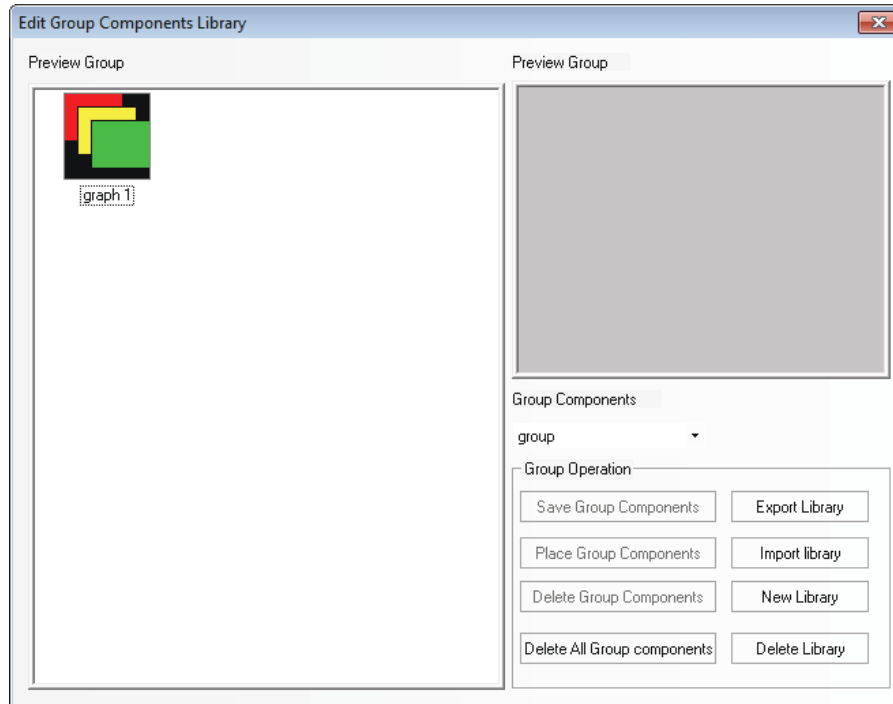 Edit Group Components Library
Preview Group
graph 1
Preview Group
Group Components
group
Group Operation
Save Group Components
Export Library
Place Group Components
Import library
Delete Group Components
New Library
Delete All Group components
Delete Library